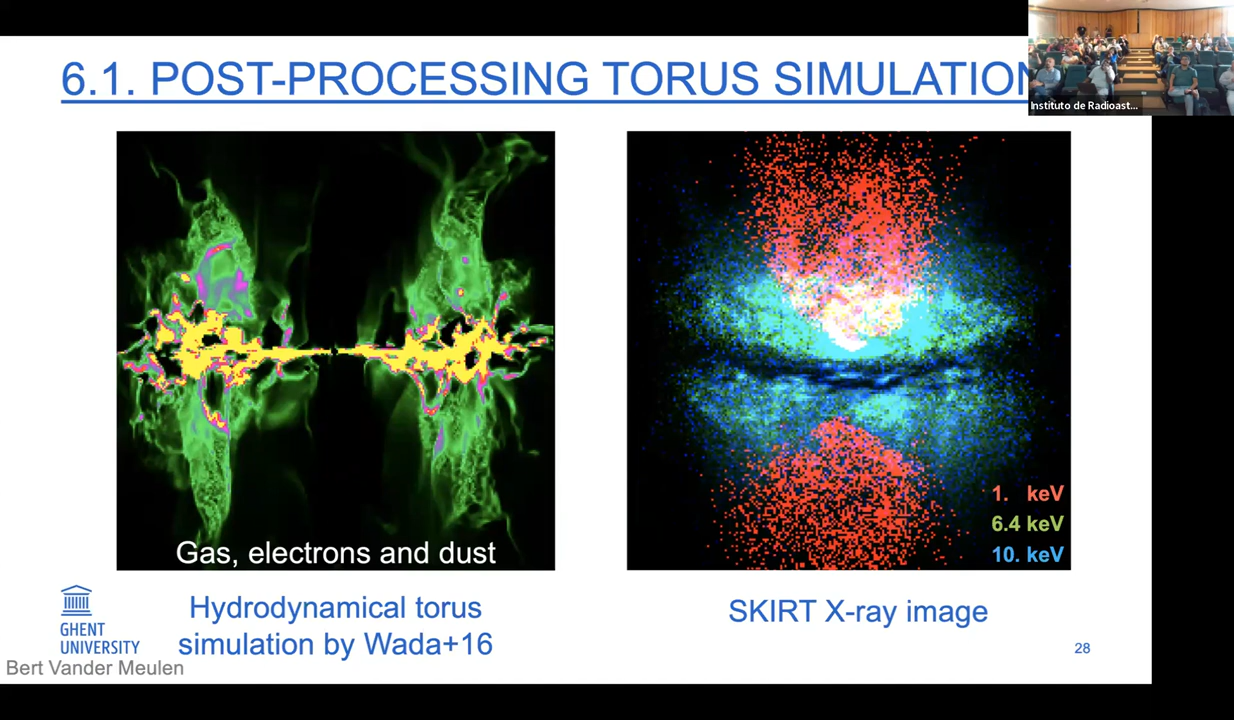 6.1. POST-PROCESSING TORUS SIMULATION
Instituto de Radioast...
Gas, electrons and dust
1. keV
6.4 keV
10. keV
Hydrodynamical torus
simulation by Wada+16
SKIRT X-ray image
GHENT
UNIVERSITY
28
Bert Vander Meulen